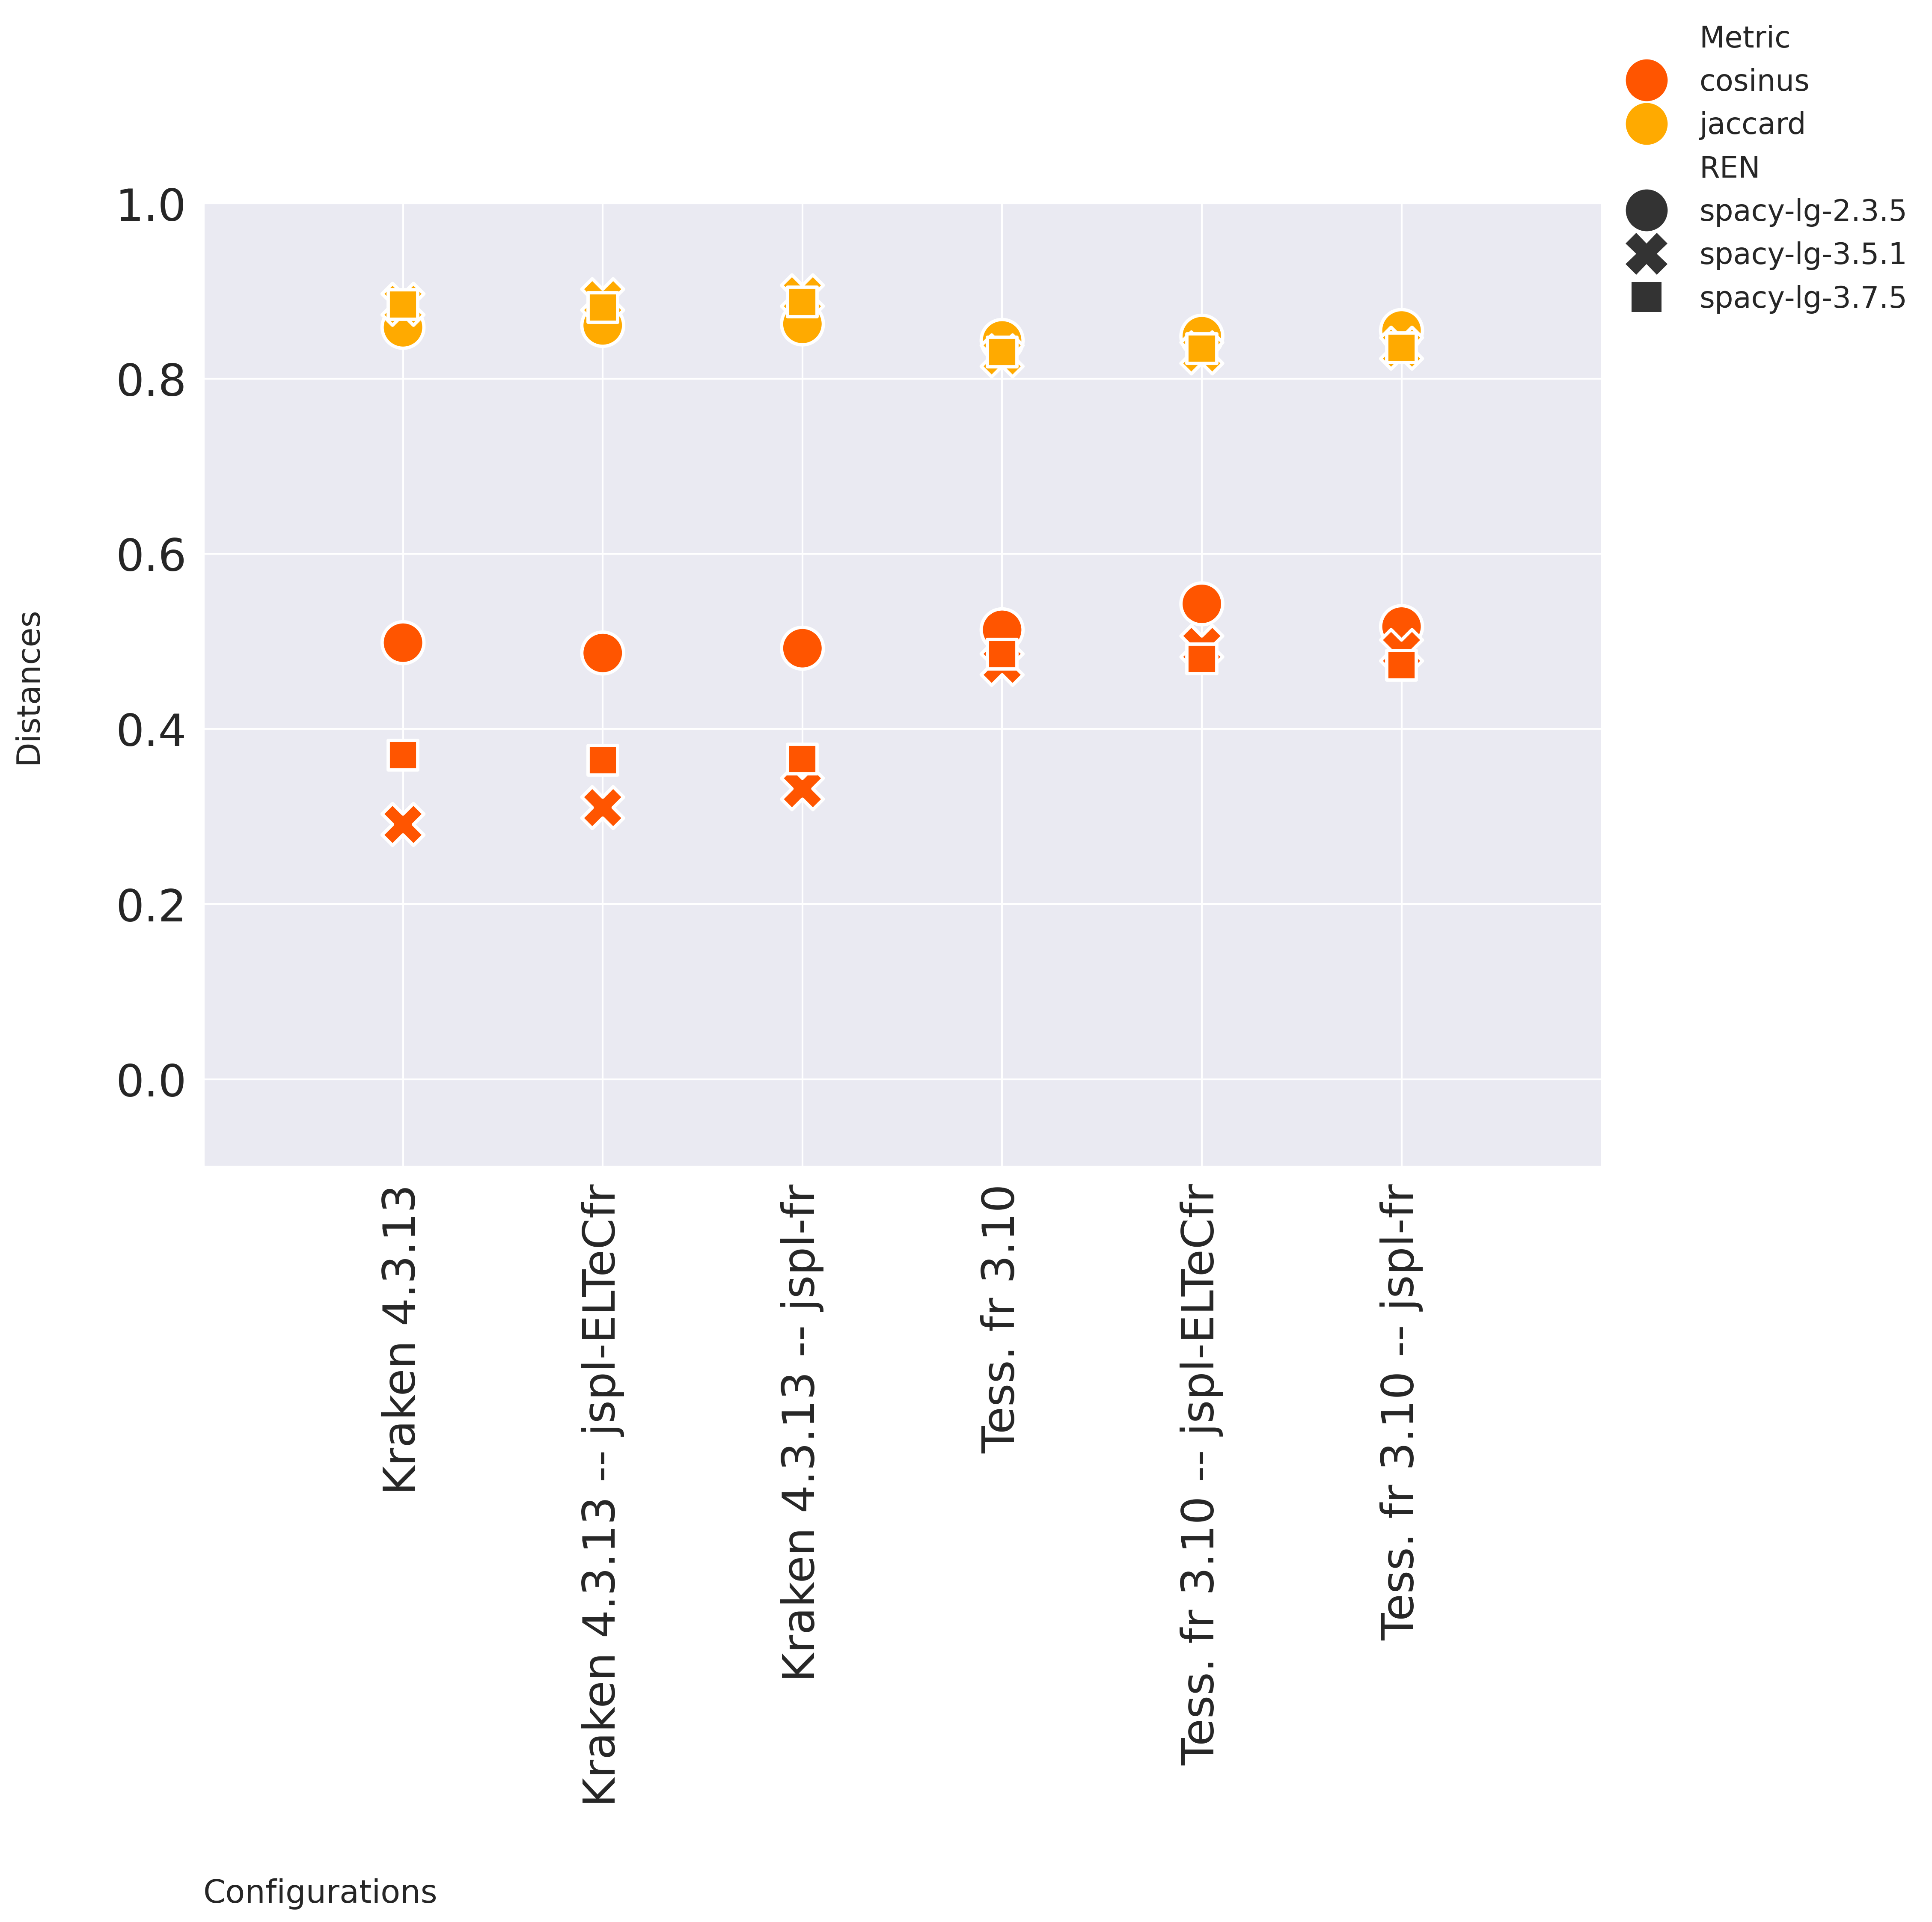 Metric
cosinus
jaccard
REN
spacy-lg-2.3.5
spacy-lg-3.5.1
spacy-lg-3.7.5
1.0
0.8
0.6
0.4
0.2
0.0
Distances
Kraken 4.3.13
Kraken 4.3.13 -- jspl-ELTeCfr
Kraken 4.3.13 -- jspl-fr
Tess. fr 3.10
Tess. fr 3.10 -- jspl-ELTeCfr
Tess. fr 3.10 -- jspl-fr
Configurations